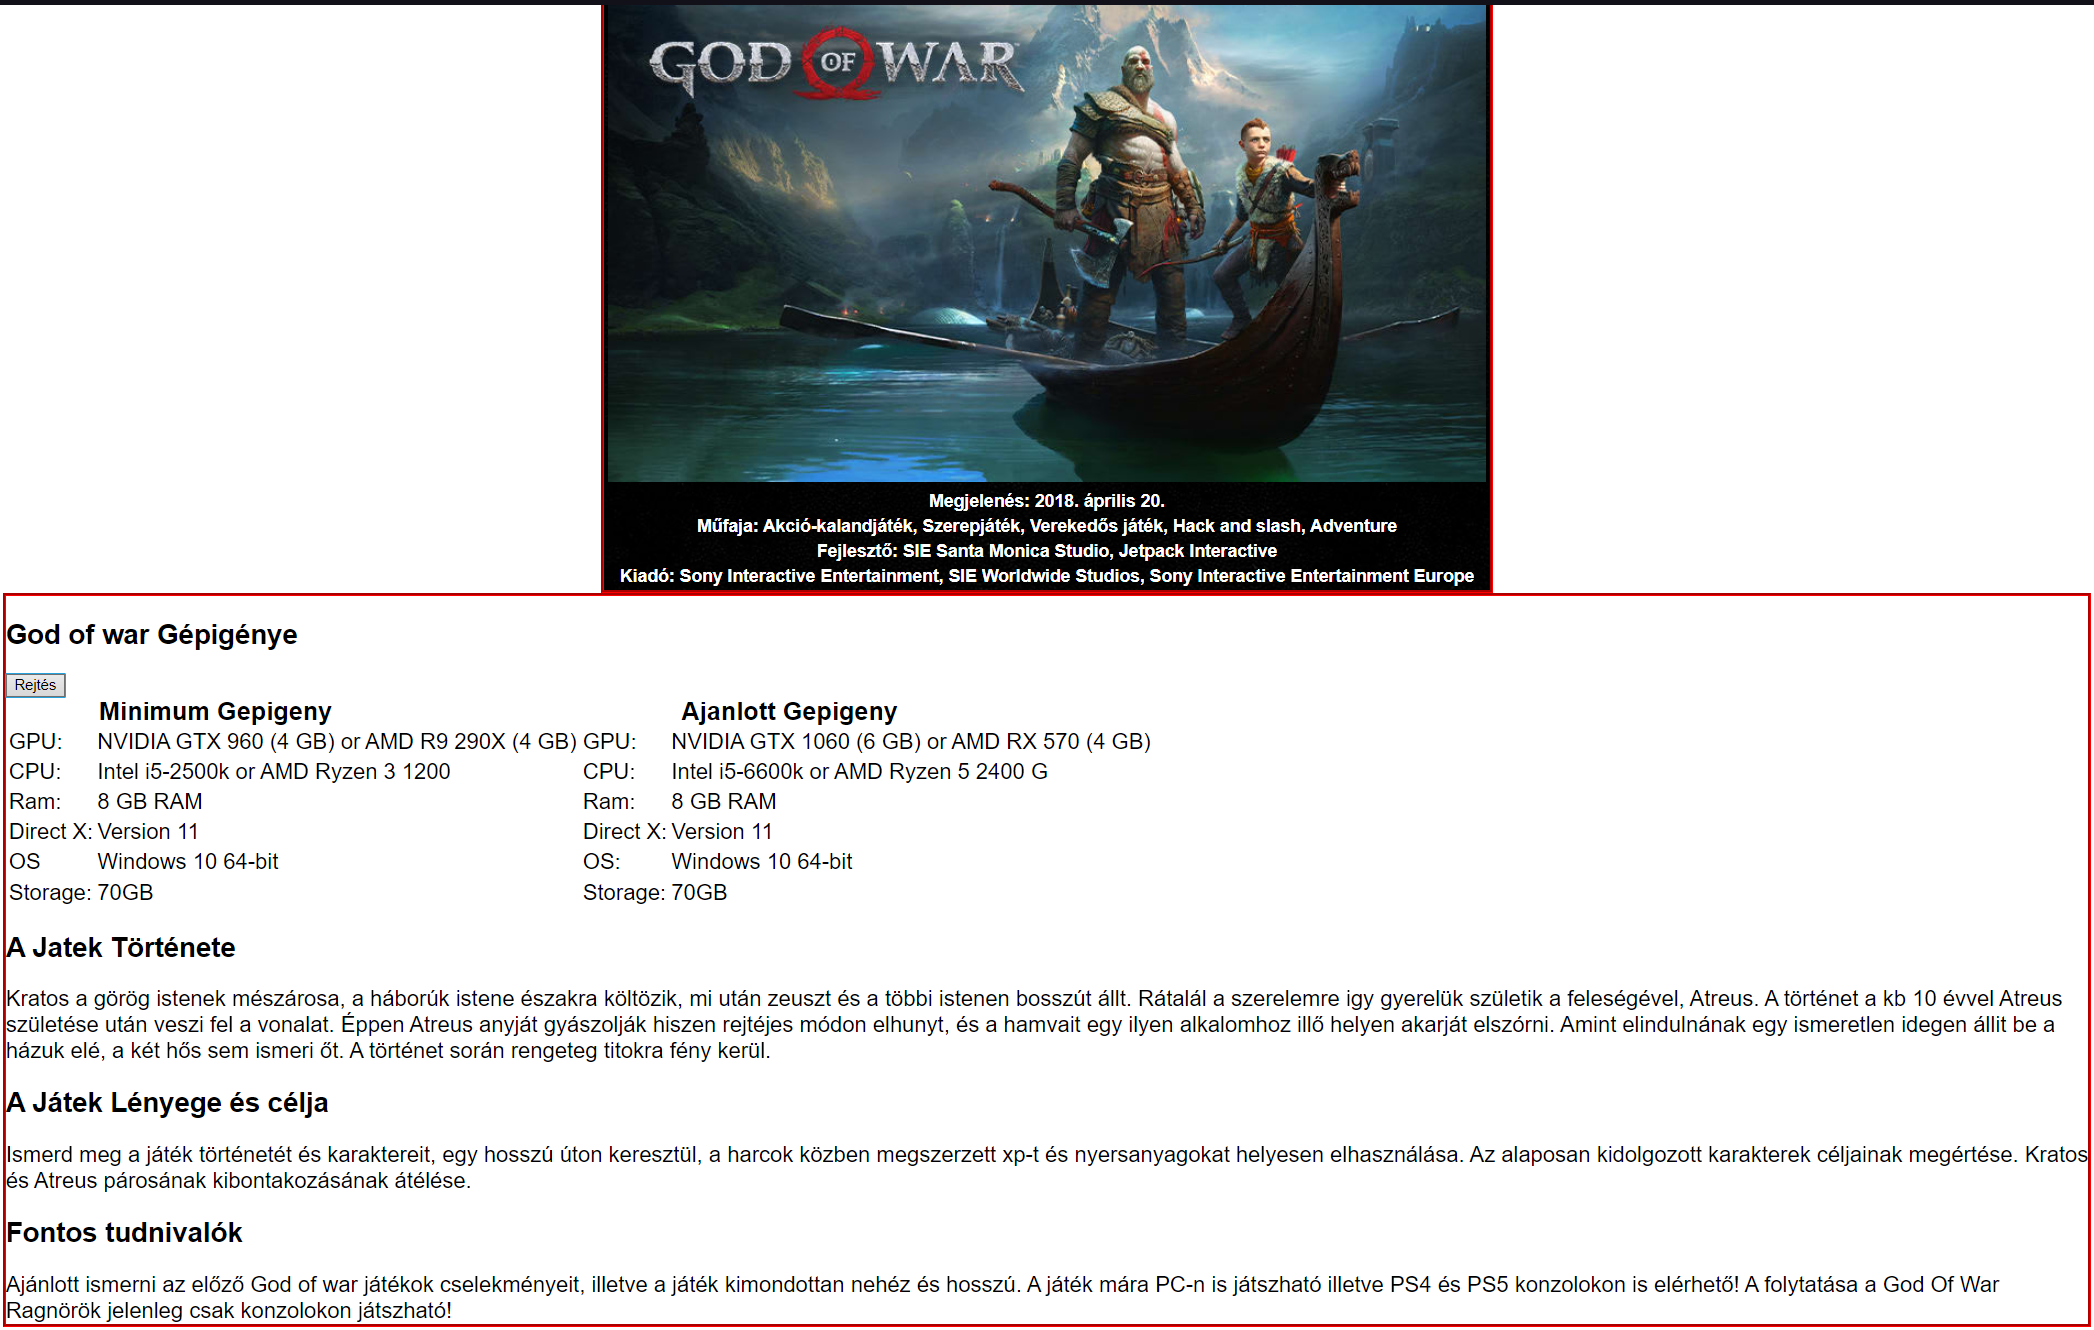 GOD OF WAR
Megjelenés: 2018. április 20.
Műfaja: Akció-kalandjáték, Szerepjáték, Verekedős játék, Hack and slash, Adventure
Fejlesztő: SIE Santa Monica Studio, Jetpack Interactive
Kiadó: Sony Interactive Entertainment, SIE Worldwide Studios, Sony Interactive Entertainment Europe
God of war Gépigénye
Rejtés
Minimum Gepigeny Ajanlott Gepigeny
GPU: NVIDIA GTX 960 (4 GB) or AMD R9 290X (4 GB) GPU: NVIDIA GTX 1060 (6 GB) or AMD RX 570 (4 GB)
CPU: Intel i5-2500k or AMD Ryzen 3 1200 CPU: Intel i5-6600k or AMD Ryzen 5 2400 G
Ram: 8 GB RAM Ram: 8 GB RAM
Direct X: Version 11 Direct X: Version 11
OS Windows 10 64-bit OS: Windows 10 64-bit
Storage: 70GB Storage: 70GB
A Jatek Története
Kratos a görög istenek mészárosa, a háborúk istene északra költözik, mi után zeuszt és a többi istenen bosszút állt. Rátalál a szerelemre igy gyerelük születik a feleségével, Atreus. A történet a kb 10 évvel Atreus
születése után veszi fel a vonalat. Éppen Atreus anyját gyászolják hiszen rejtéjes módon elhunyt, és a hamvait egy ilyen alkalomhoz illő helyen akarját elszórni. Amint elindulnának egy ismeretlen idegen állit be a
házuk elé, a két hős sem ismeri őt. A történet során rengeteg titokra fény kerül.
A Játek Lényege és célja
Ismerd meg a játék történetét és karaktereit, egy hosszú úton keresztül, a harcok közben megszerzett xp-t és nyersanyagokat helyesen elhasználása. Az alaposan kidolgozott karakterek céljainak megértése. Kratos
és Atreus párosának kibontakozásának átélése.
Fontos tudnivalók
Ajánlott ismerni az előző God of war játékok cselekményeit, illetve a játék kimondottan nehéz és hosszú. A játék mára PC-n is játszható illetve PS4 és PS5 konzolokon is elérhető! A folytatása a God Of War
Ragnörök jelenleg csak konzolokon játszható!